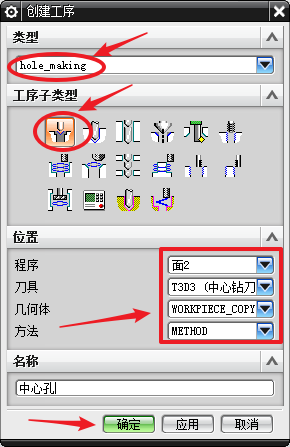 创建工序
类型
hole_making
工序子类型
位置
程序 面2
刀具 T3D3 (中心钻刀
几何体 WORKPIECE_COPY
方法 METHOD
名称
中心孔
确定 应用 取消